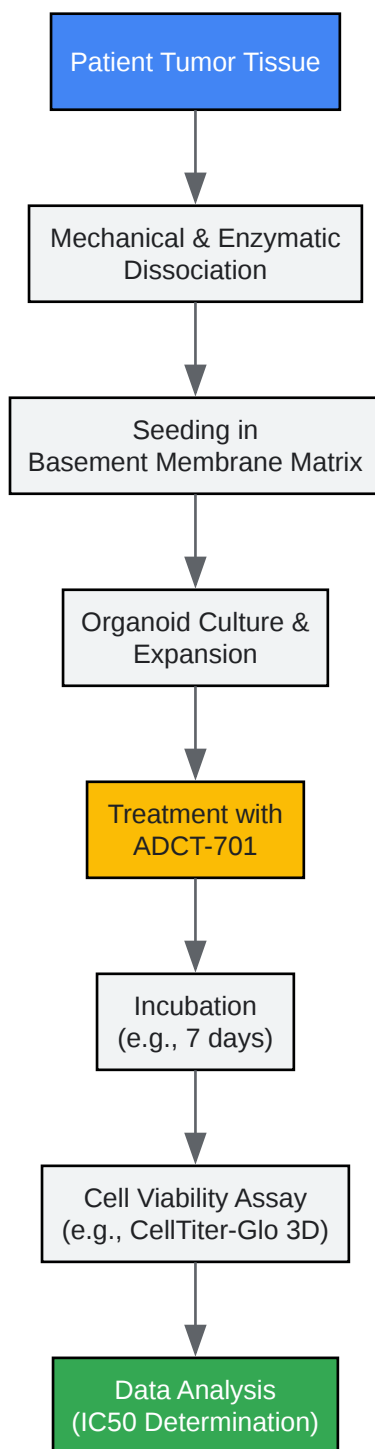 Patient Tumor Tissue
Mechanical & Enzymatic
Dissociation
Seeding in
Basement Membrane Matrix
Organoid Culture &
Expansion
Treatment with
ADCT-701
Incubation
(e.g., 7 days)
Cell Viability Assay
(e.g., CellTiter-Glo 3D)
Data Analysis
(IC50 Determination)